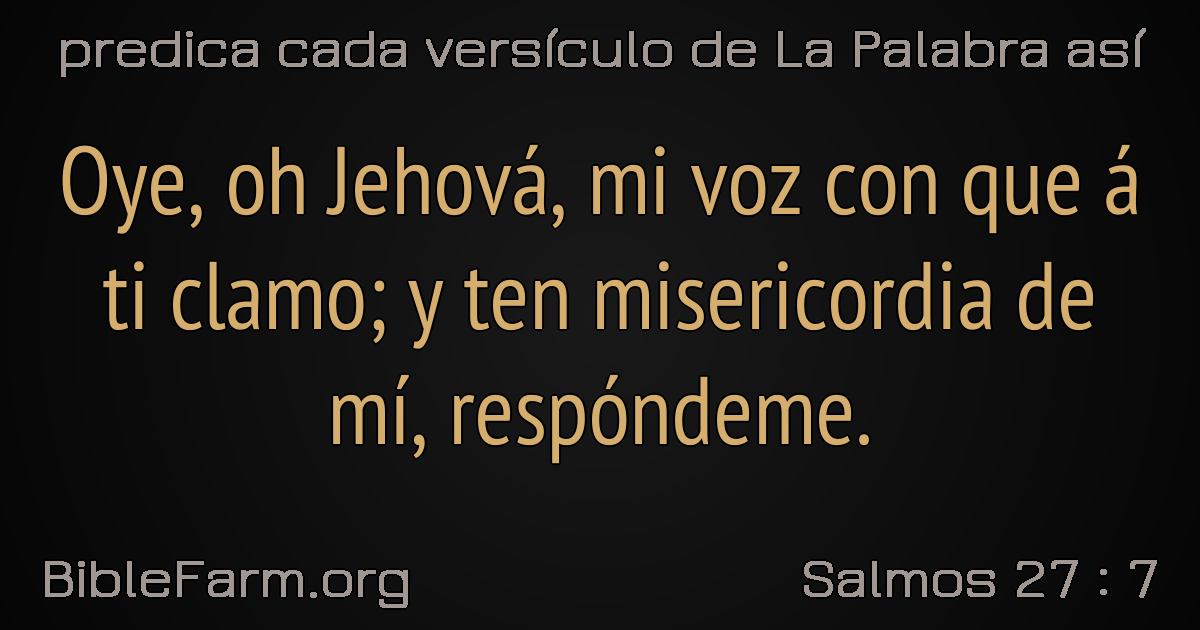 predica cada versículo de La Palabra así
Oye, oh Jehová, mi voz con que á
ti clamo; y ten misericordia de
mí, respóndeme.
BibleFarm.org
Salmos 27 : 7